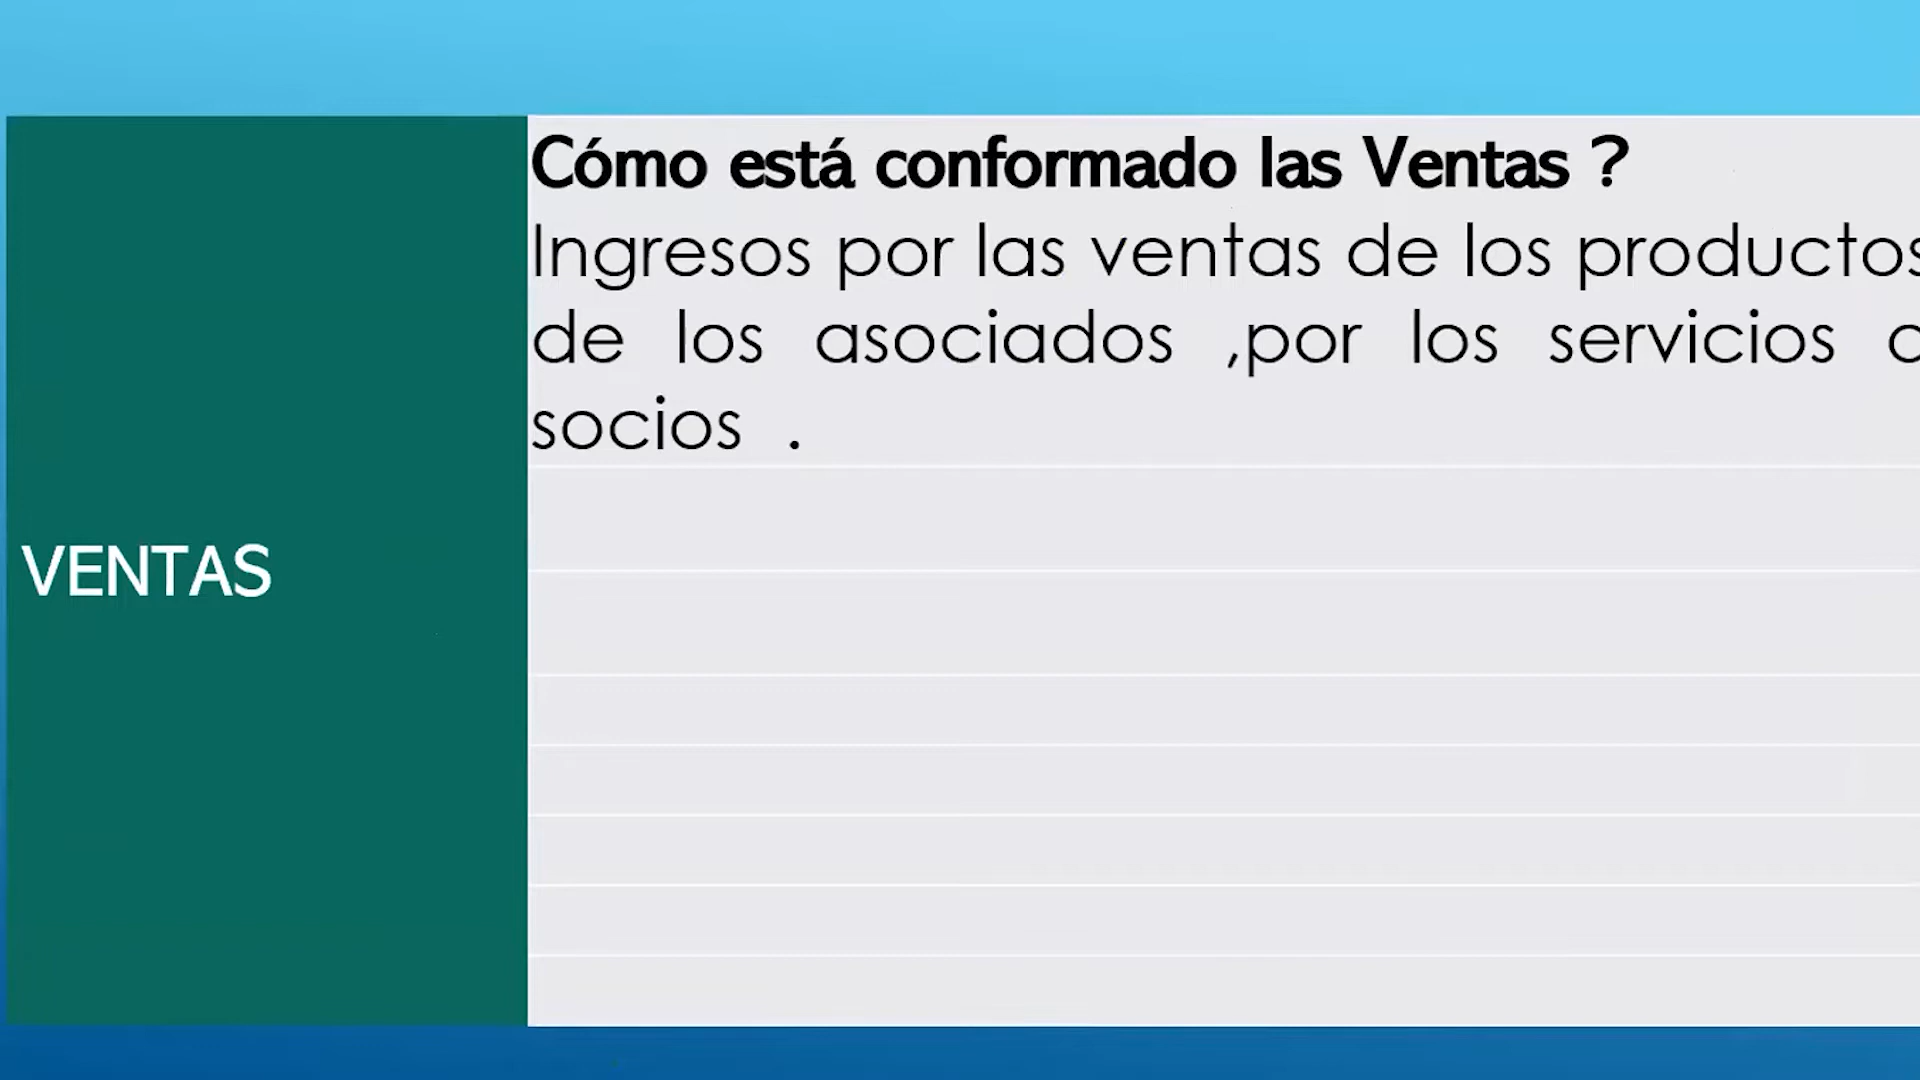 Cómo está conformado las Ventas ?
Ingresos por las ventas de los productos
de los asociados ,por los servicios
socios .
VENTAS